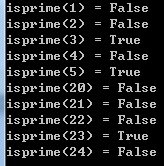 isprime(1) = False
isprime(2) = False
isprime(3) = True
isprime(4) = False
isprime(5) = True
isprime(20) = False
isprime(21) = False
isprime(22) = False
isprime(23) = True
isprime(24) = False